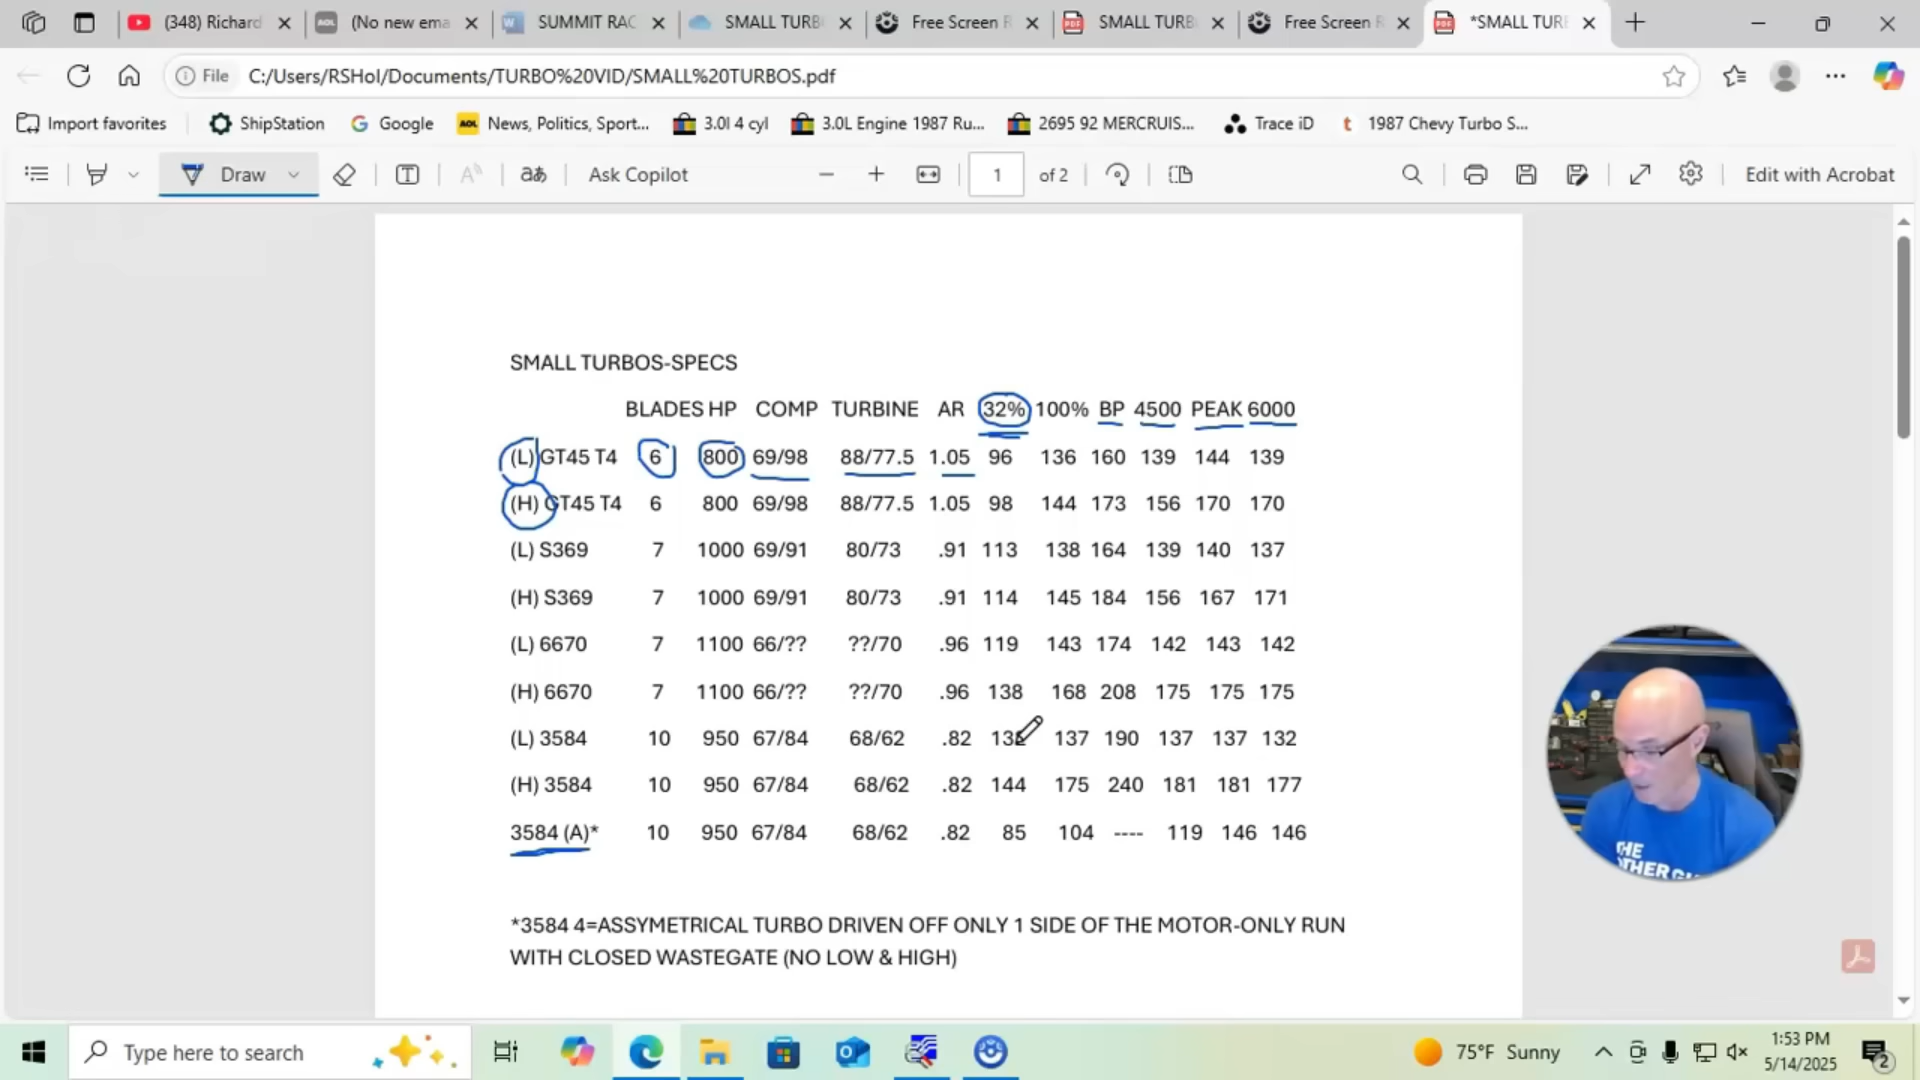 (348) Richard
(No new ema
SUMMIT RAC
SMALL TURB
Free Screen R
SMALL TURB
Free Screen R
*SMALL TURB
File C:/Users/RSHol/Documents/TURBO%20VID/SMALL%20TURBOS.pdf
Import favorites ShipStation Google AOL News, Politics, Sport... 3.0l 4 cyl 3.0L Engine 1987 Ru... 2695 92 MERCRUIS... Trace iD 1987 Chevy Turbo S...
Draw Ask Copilot 1 of 2 Edit with Acrobat
SMALL TURBOS-SPECS
BLADES HP COMP TURBINE AR 32% 100% BP 4500 PEAK 6000
(L) GT45 T4 6 800 69/98 88/77.5 1.05 96 136 160 139 144 139
(H) GT45 T4 6 800 69/98 88/77.5 1.05 98 144 173 156 170 170
(L) S369 7 1000 69/91 80/73 .91 113 138 164 139 140 137
(H) S369 7 1000 69/91 80/73 .91 114 145 184 156 167 171
(L) 6670 7 1100 66/?? ??/70 .96 119 143 174 142 143 142
(H) 6670 7 1100 66/?? ??/70 .96 138 168 208 175 175 175
(L) 3584 10 950 67/84 68/62 .82 132 137 190 137 137 132
(H) 3584 10 950 67/84 68/62 .82 144 175 240 181 181 177
3584 (A)* 10 950 67/84 68/62 .82 85 104 ---- 119 146 146
*3584 4=ASSYMETRICAL TURBO DRIVEN OFF ONLY 1 SIDE OF THE MOTOR-ONLY RUN
WITH CLOSED WASTEGATE (NO LOW & HIGH)
Type here to search
75°F Sunny
1:53 PM
5/14/2025
2